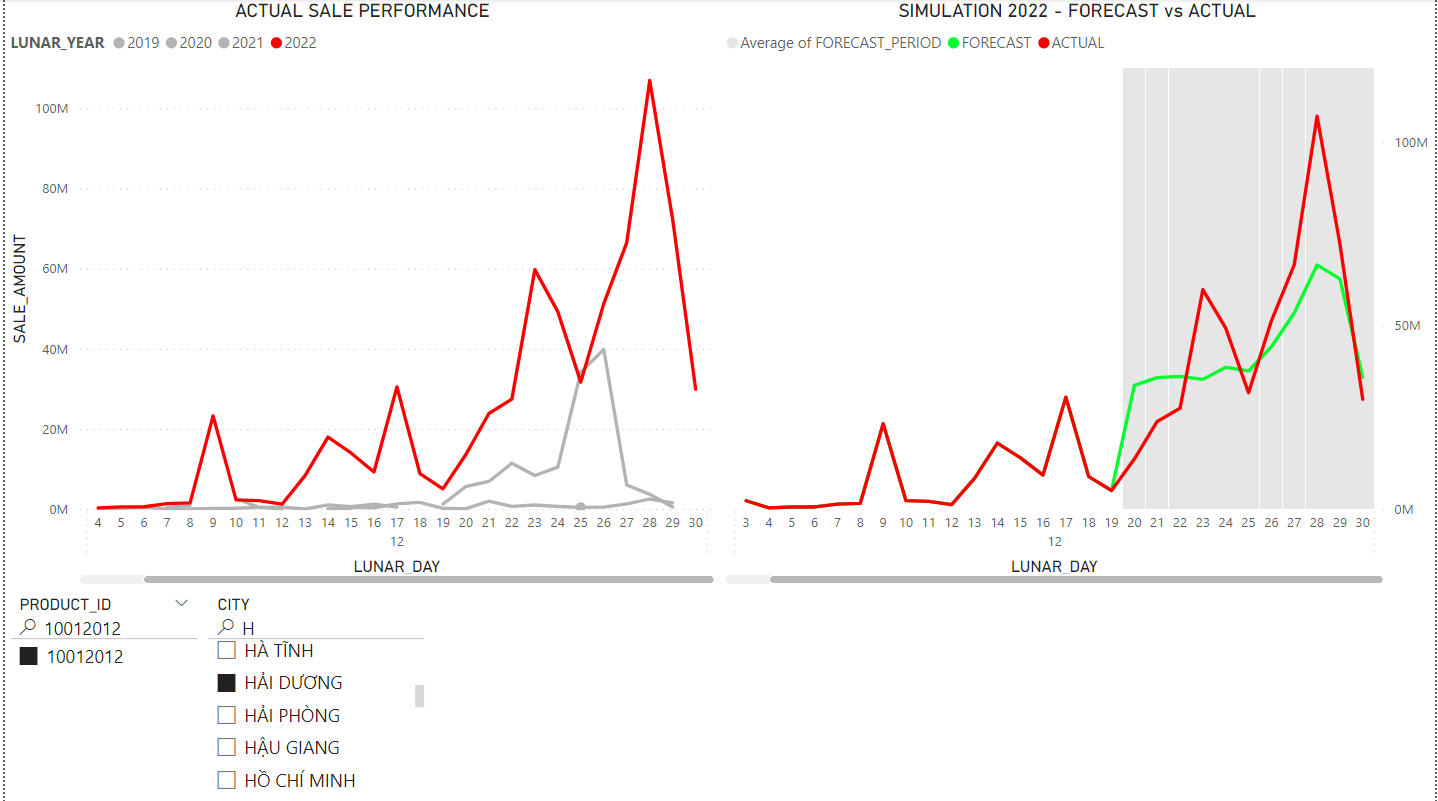 ACTUAL SALE PERFORMANCE
LUNAR_YEAR 2019 2020 2021 2022
100M
80M
60M
40M
20M
0M
SALE_AMOUNT
4 5 6 7 8 9 10 11 12 13 14 15 16 17 18 19 20 21 22 23 24 25 26 27 28 29 30
12
LUNAR_DAY
SIMULATION 2022 - FORECAST vs ACTUAL
Average of FORECAST_PERIOD FORECAST ACTUAL
100M
50M
0M
3 4 5 6 7 8 9 10 11 12 13 14 15 16 17 18 19 20 21 22 23 24 25 26 27 28 29 30
12
LUNAR_DAY
PRODUCT_ID
10012012
10012012
CITY
H
HÀ TĨNH
HẢI DƯƠNG
HẢI PHÒNG
HẬU GIANG
HỒ CHÍ MINH